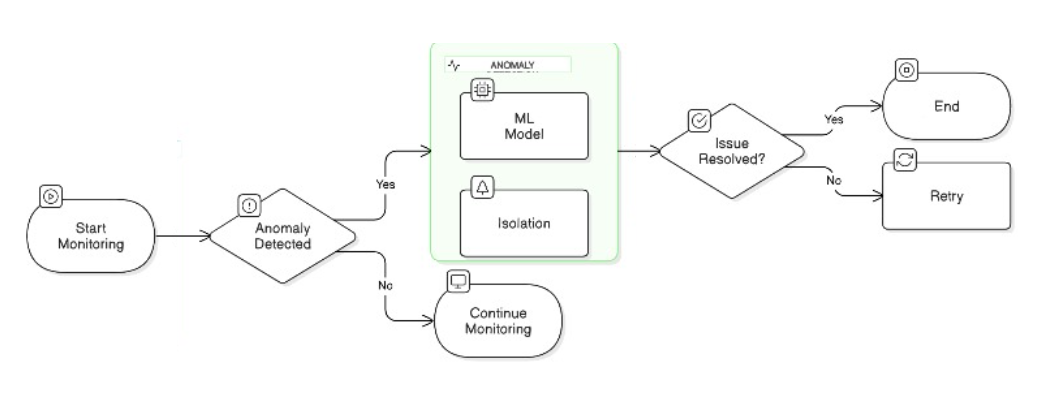 Start
Monitoring
Anomaly
Detected
Yes
No
ANOMALY
ML
Model
Isolation
Continue
Monitoring
Issue
Resolved?
Yes
No
End
Retry